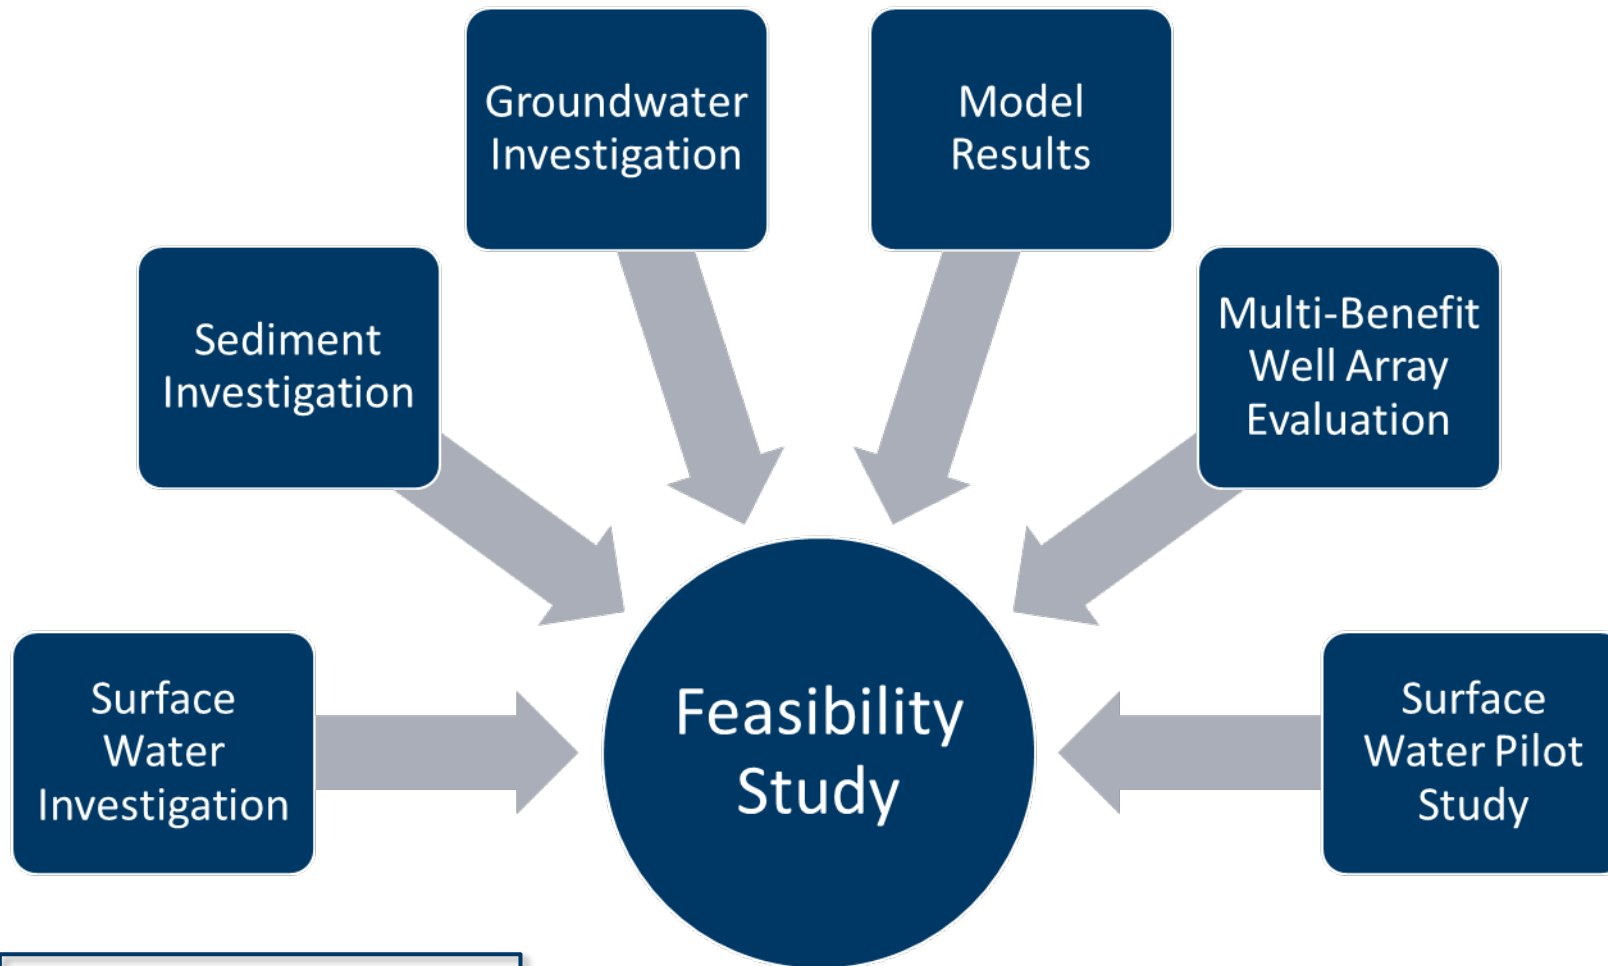 Groundwater
Investigation
Model
Results
Sediment
Investigation
Multi-Benefit
Well Array
Evaluation
Surface
Water
Investigation
Feasibility
Study
Surface
Water Pilot
Study